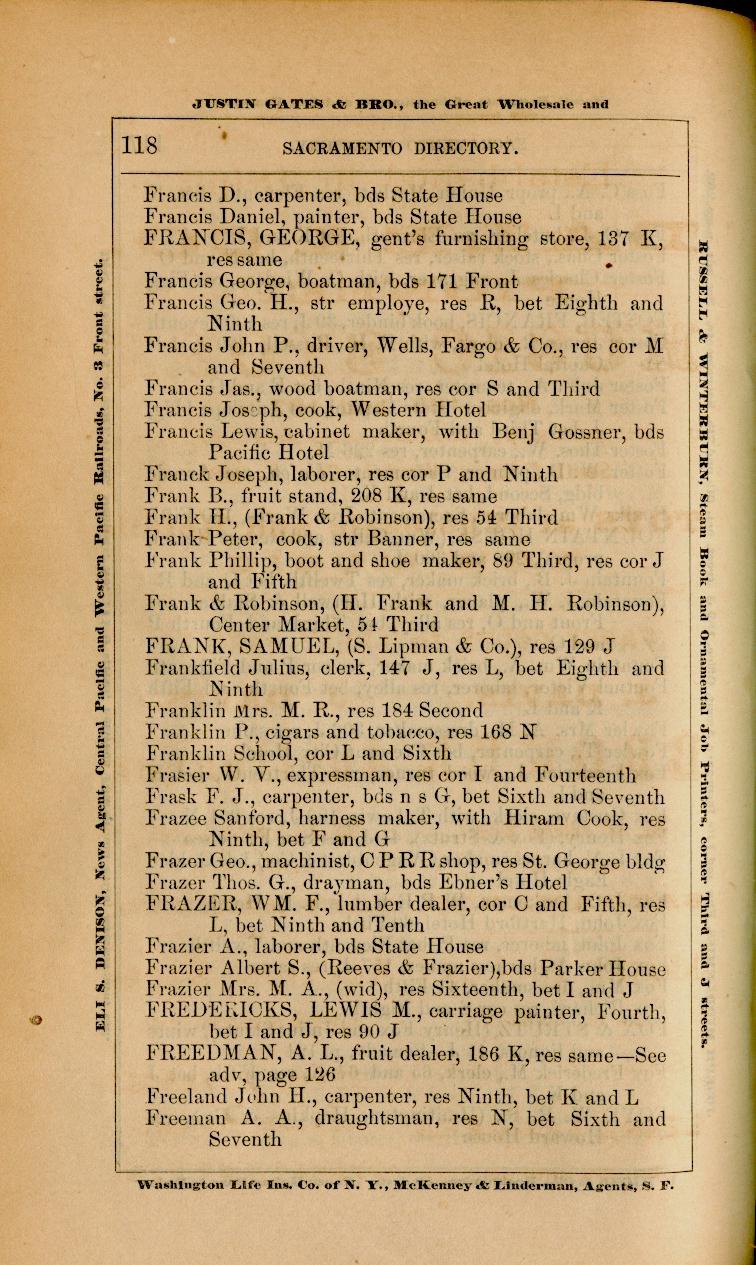 JUSTIN GATES & BRO., the Great Wholesale and
118
SACRAMENTO DIRECTORY.
Francis D., carpenter, bds State House
Francis Daniel, painter, bds State House
FRANCIS, GEORGE, gent's furnishing store, 137 K,
res same
Francis George, boatman, bds 171 Front
Francis Geo. H., str employe, res R, bet Eighth and
Ninth
Francis John P., driver, Wells, Fargo & Co., res cor M
and Seventh
Francis Jas., wood boatman, res cor S and Third
Francis Joseph, cook, Western Hotel
Francis Lewis, cabinet maker, with Benj Gossner, bds
Pacific Hotel
Franck Joseph, laborer, res cor P and Ninth
Frank B., fruit stand, 208 K, res same
Frank H., (Frank & Robinson), res 54 Third
Frank Peter, cook, str Banner, res same
Frank Phillip, boot and shoe maker, 89 Third, res cor J
and Fifth
Frank & Robinson, (H. Frank and M. H. Robinson),
Center Market, 54 Third
FRANK, SAMUEL, (S. Lipman & Co.), res 129 J
Frankfield Julius, clerk, 147 J, res L, bet Eighth and
Ninth
Franklin Mrs. M. R., res 184 Second
Franklin P., cigars and tobacco, res 168 N
Franklin School, cor L and Sixth
Frasier W. V., expressman, res cor I and Fourteenth
Frask F. J., carpenter, bds n s G, bet Sixth and Seventh
Frazee Sanford, harness maker, with Hiram Cook, res
Ninth, bet F and G
Frazer Geo., machinist, C P R R shop, res St. George bldg
Frazer Thos. G., drayman, bds Ebner's Hotel
FRAZER, WM. F., lumber dealer, cor C and Fifth, res
L, bet Ninth and Tenth
Frazier A., laborer, bds State House
Frazier Albert S., (Reeves & Frazier),bds Parker House
Frazier Mrs. M. A., (wid), res Sixteenth, bet I and J
FREDERICKS, LEWIS M., carriage painter, Fourth,
bet I and J, res 90 J
FREEDMAN, A. L., fruit dealer, 186 K, res same—See
adv, page 126
Freeland John H., carpenter, res Ninth, bet K and L
Freeman A. A., draughtsman, res N, bet Sixth and
Seventh
Washington Life Ins. Co. of N. Y., McKenney & Linderman, Agents, S. F.
ELI S. DENISON, News Agent, Central Pacific and Western Pacific Railroads, No. 3 Front street.
RUSSELL & WINTERBURN, Steam Book and Ornamental Job Printers, corner Third and J streets.